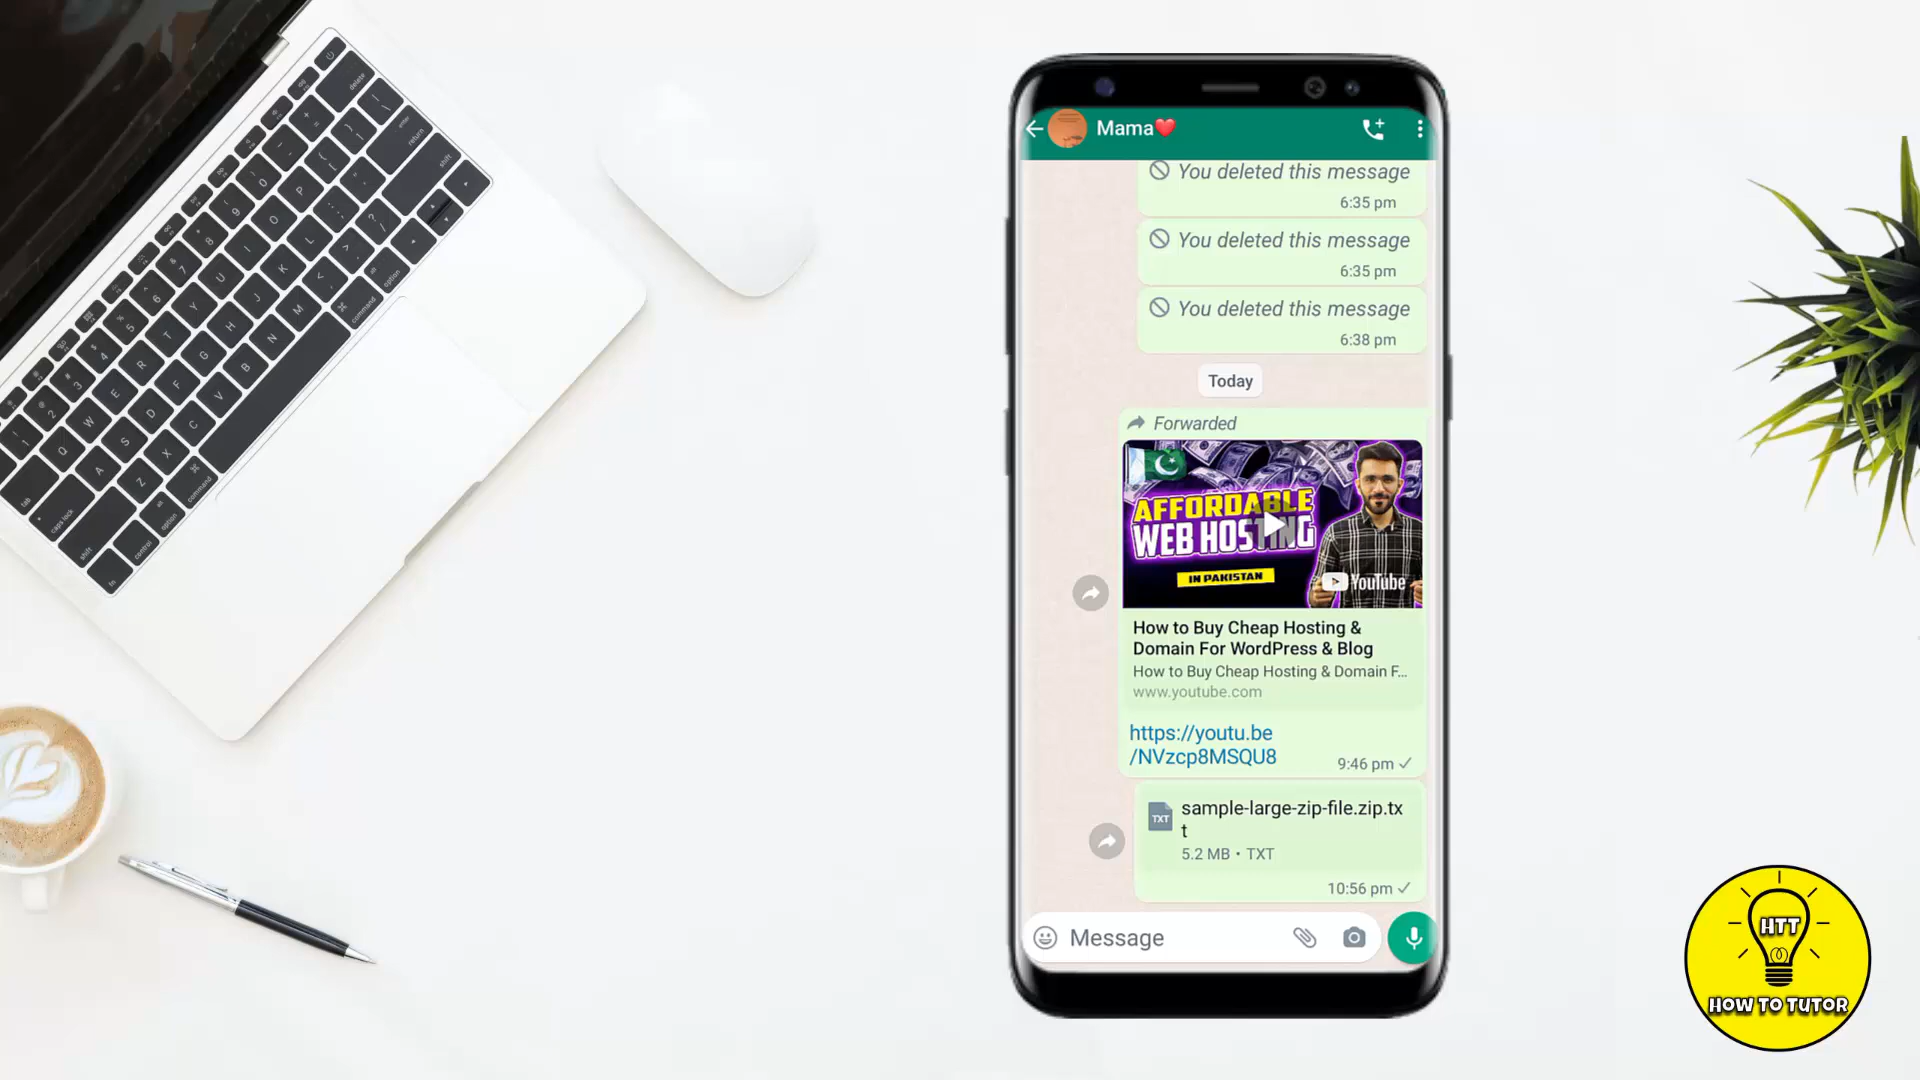 Mama❤️
You deleted this message
6:35 pm
You deleted this message
6:35 pm
You deleted this message
6:38 pm
Today
Forwarded
AFFORDABLE
WEB HOSTING
IN PAKISTAN
YouTube
How to Buy Cheap Hosting &
Domain For WordPress & Blog
How to Buy Cheap Hosting & Domain F...
www.youtube.com
https://youtu.be
/NVzcp8MSQU8
9:46 pm
TXT
sample-large-zip-file.zip.tx
t
5.2 MB • TXT
10:56 pm
Message
HTT
HOW TO TUTOR